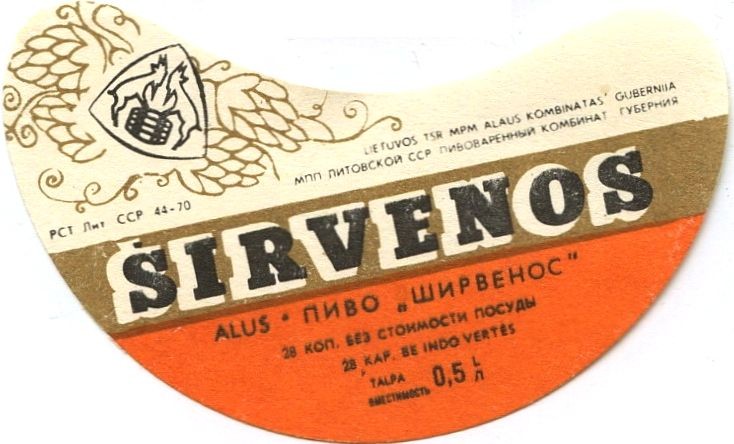 LIETUVOS TSR MPM ALAUS KOMBINATAS GUBERNIJA
МПП ЛИТОВСКОЙ ССР ПИВОВАРЕННЫЙ КОМБИНАТ ГУБЕРНИЯ
РСТ Лит ССР 44-70
ŠIRVENOS
ALUS • ПИВО „ШИРВЕНОС"
28 КОП. БЕЗ СТОИМОСТИ ПОСУДЫ
28 KAP. BE INDO VERTĖS
TALPA
ВМЕСТИМОСТЬ 0,5 L/Л